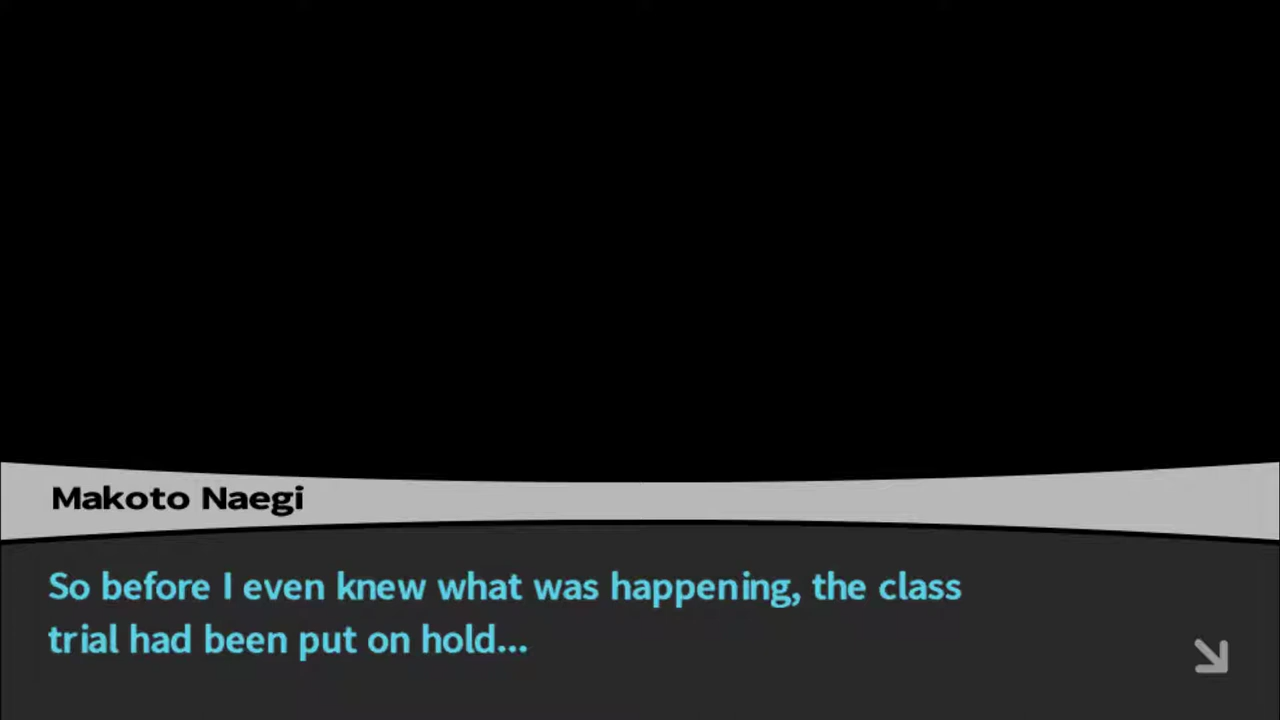 Makoto Naegi
So before I even knew what was happening, the class
trial had been put on hold...